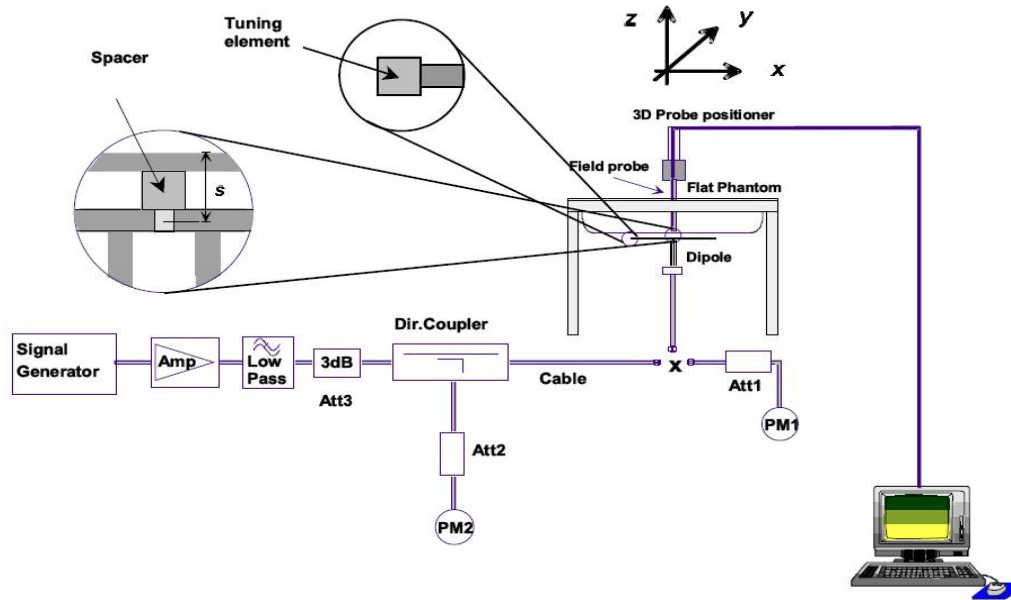 Tuning
element
z
y
x
Spacer
s
3D Probe positioner
Field probe
Flat Phantom
Dipole
Dir.Coupler
Signal
Generator
Amp
Low
Pass
3dB
Att3
Cable
x
Att1
PM1
Att2
PM2